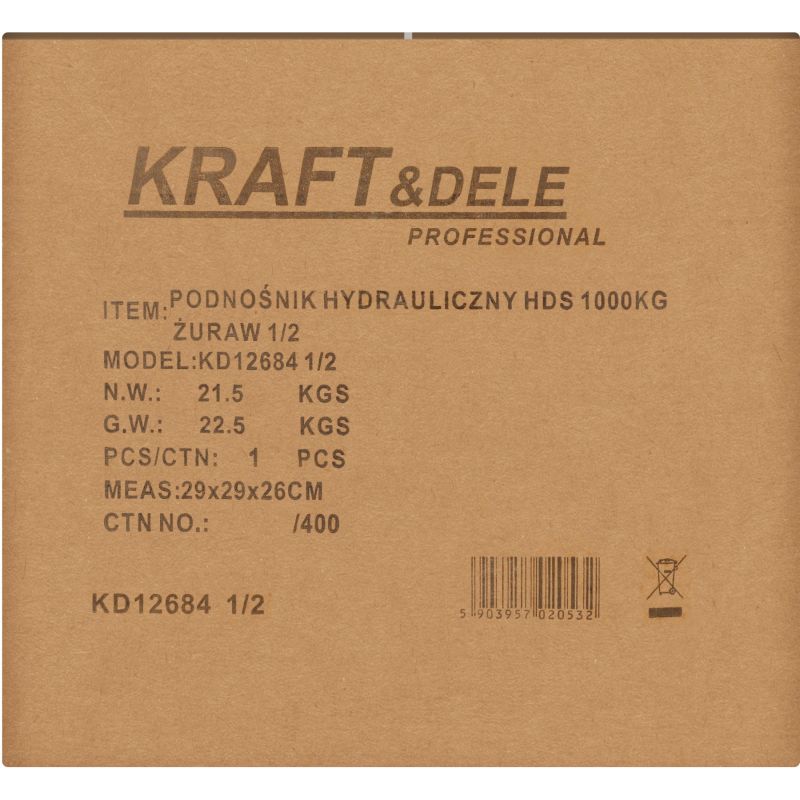 KRAFT &DELE
PROFESSIONAL
ITEM: PODNOŚNIK HYDRAULICZNY HDS 1000KG
ŻURAW 1/2
MODEL:KD12684 1/2
N.W.: 21.5 KGS
G.W.: 22.5 KGS
PCS/CTN: 1 PCS
MEAS:29x29x26CM
CTN NO.: /400
KD12684 1/2
5 903957 020532